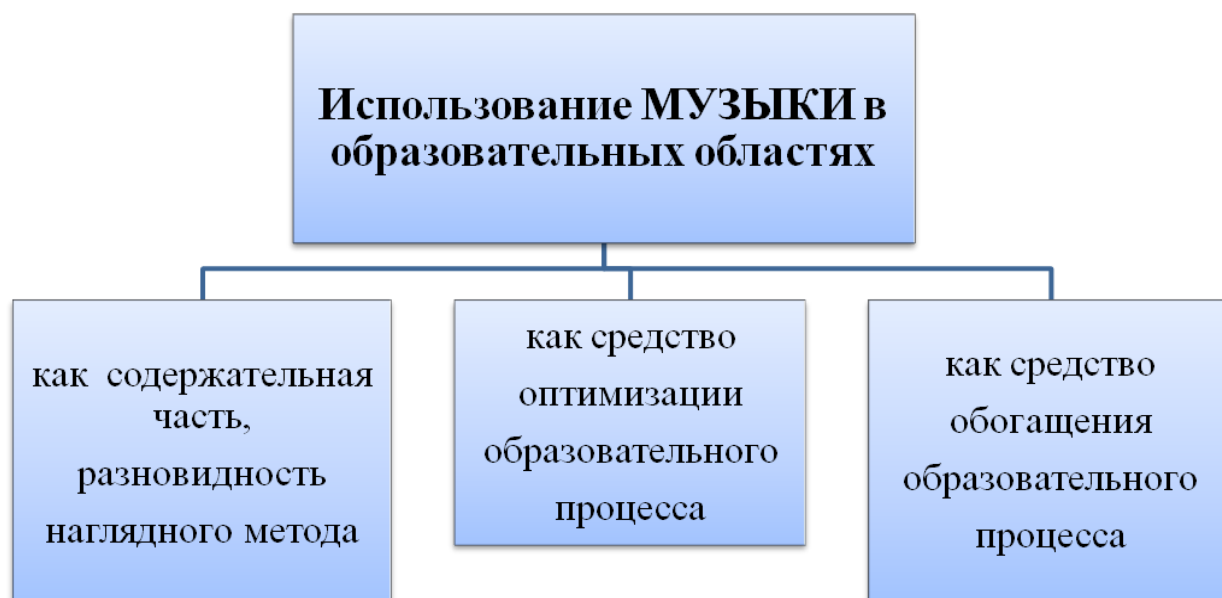 Использование МУЗЫКИ в
образовательных областях
как содержательная
часть,
разновидность
наглядного метода
как средство
оптимизации
образовательного
процесса
как средство
обогащения
образовательного
процесса